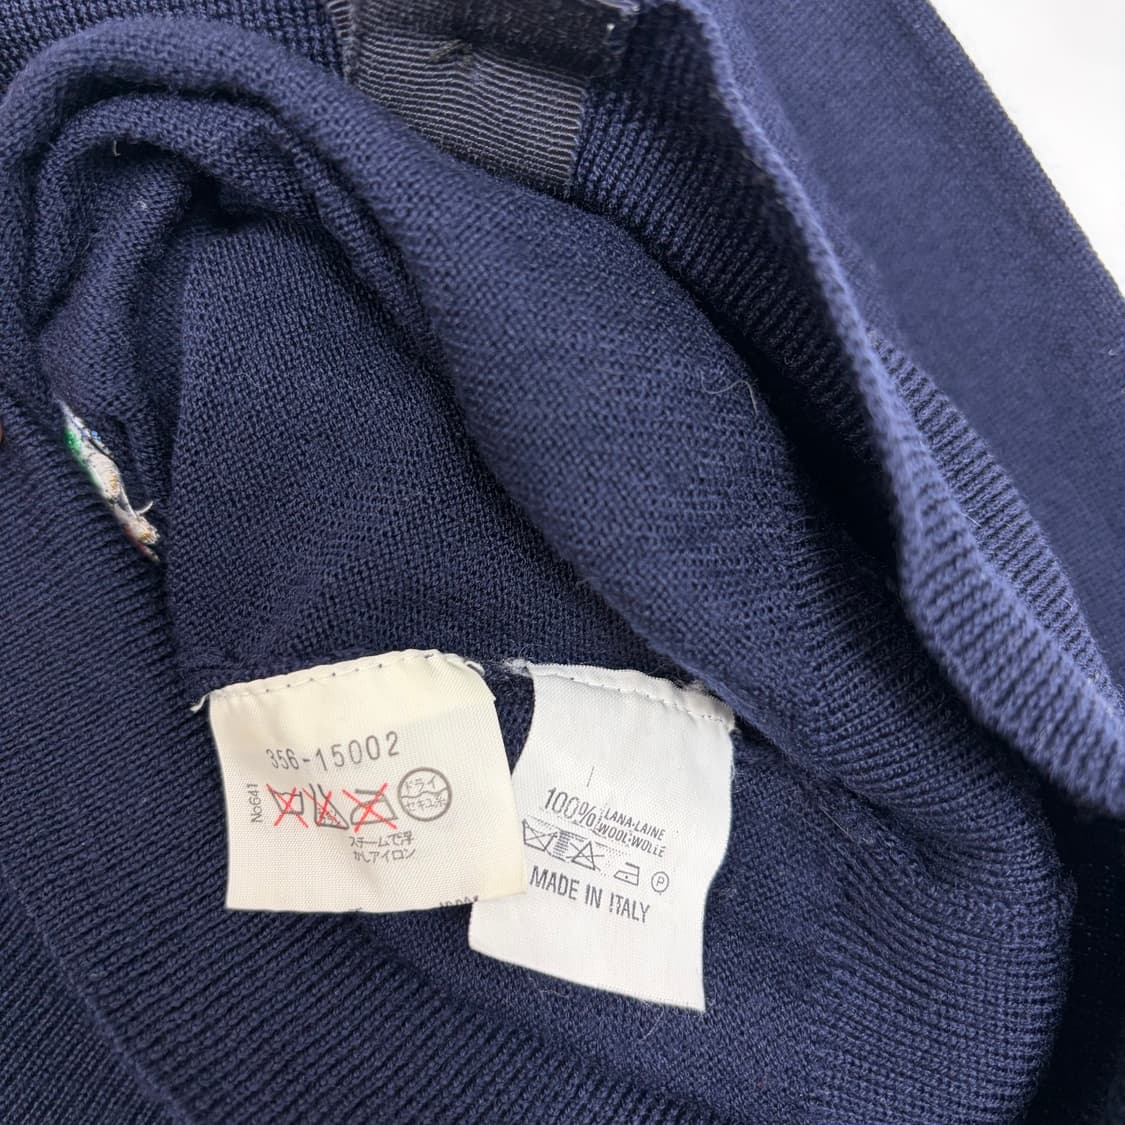 356-15002
No641
ドライ
セキユ系
スチームで浮
かしアイロン
100% LANA·LAINE
WOOL·WOLLE
P
MADE IN ITALY